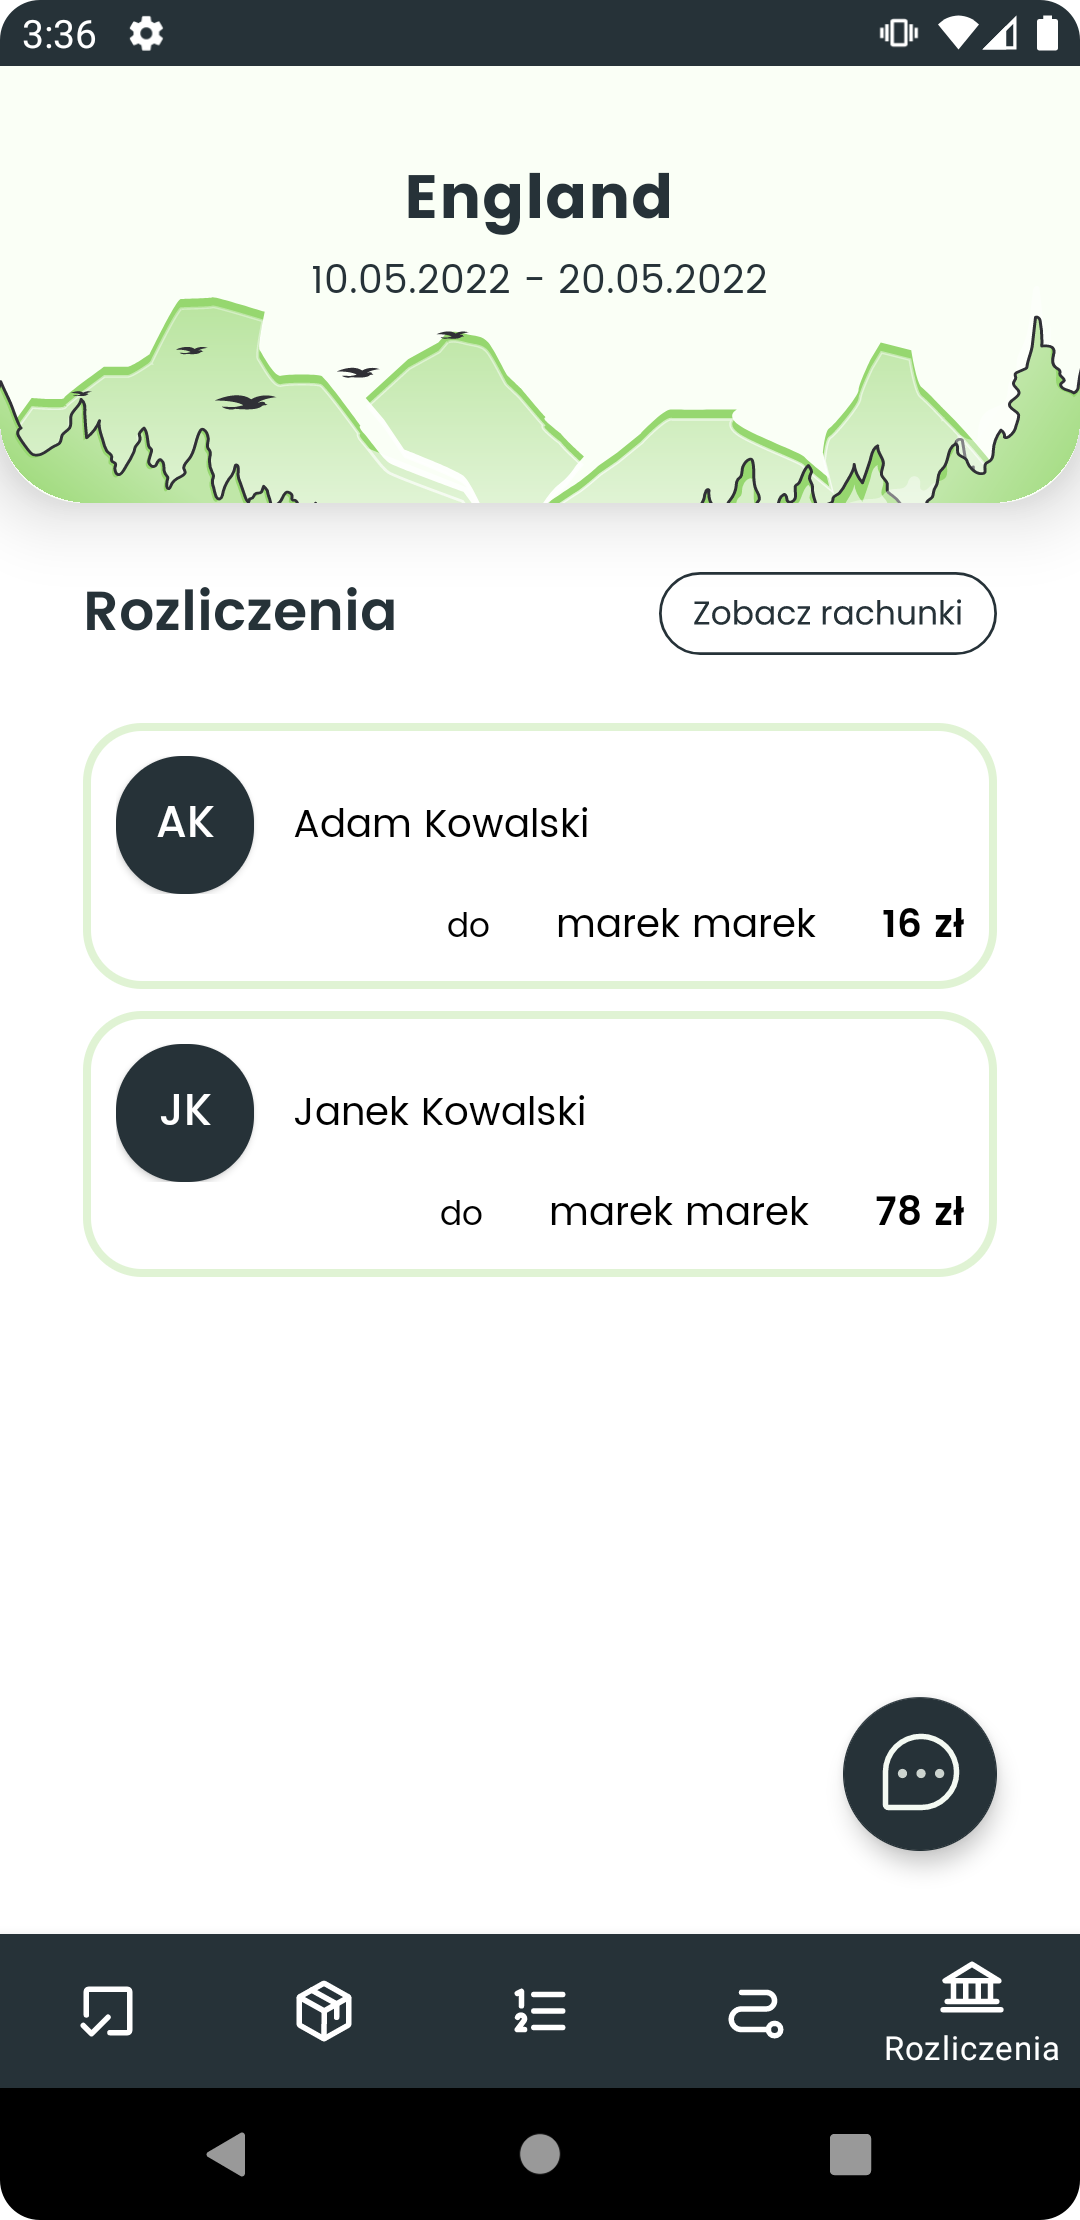 3:36
England
10.05.2022 - 20.05.2022
Rozliczenia
Zobacz rachunki
AK
Adam Kowalski
do marek marek 16 zł
JK
Janek Kowalski
do marek marek 78 zł
Rozliczenia